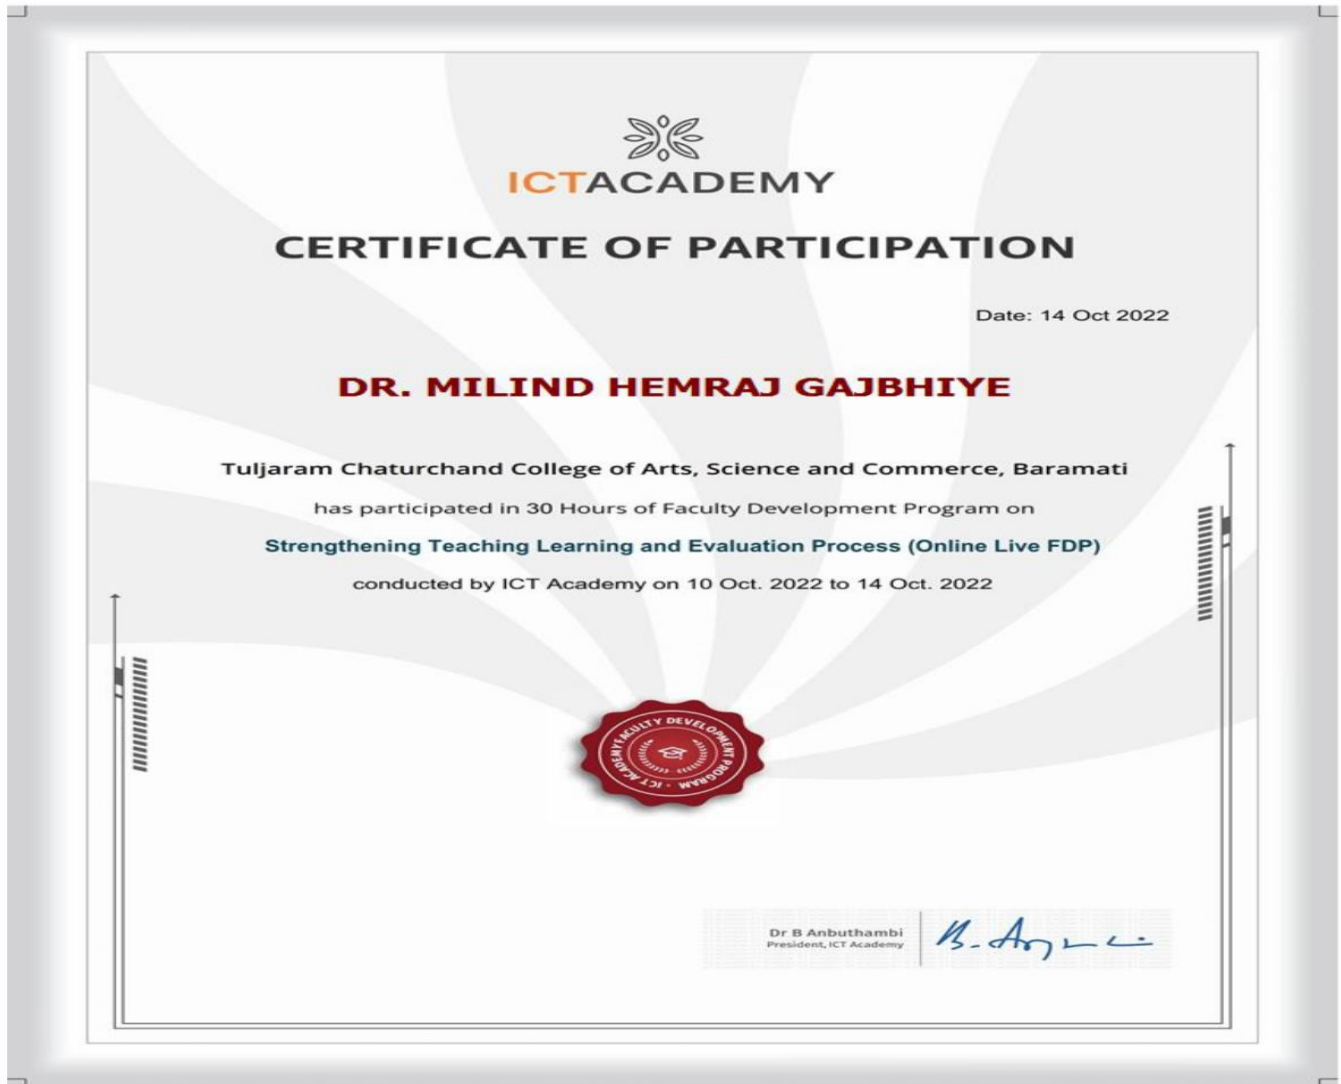 ICTACADEMY
CERTIFICATE OF PARTICIPATION
Date: 14 Oct 2022
DR. MILIND HEMRAJ GAJBHIYE
Tuljaram Chaturchand College of Arts, Science and Commerce, Baramati
has participated in 30 Hours of Faculty Development Program on
Strengthening Teaching Learning and Evaluation Process (Online Live FDP)
conducted by ICT Academy on 10 Oct. 2022 to 14 Oct. 2022
FACULTY DEVELOPMENT PROGRAM - ICT ACADEMY
Dr B Anbuthambi
President, ICT Academy